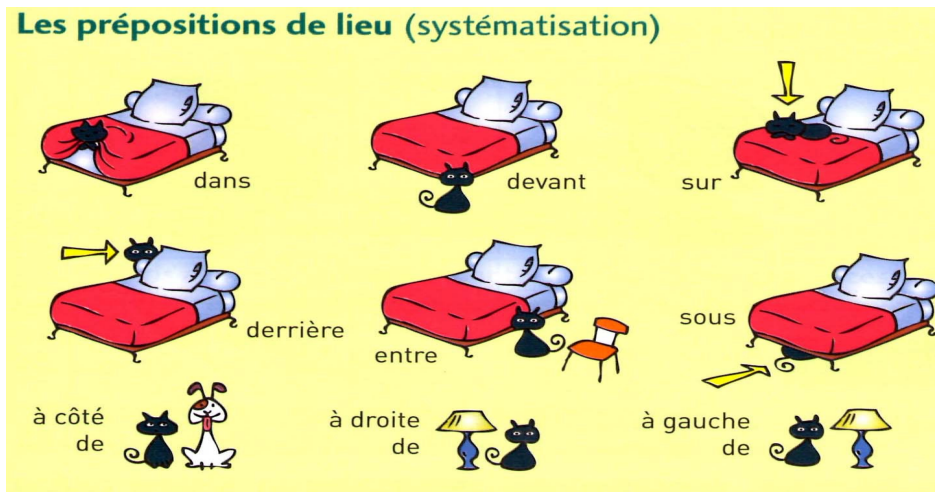 Les prépositions de lieu (systématisation)
dans
devant
sur
derrière
entre
sous
à côté
de
à droite
de
à gauche
de